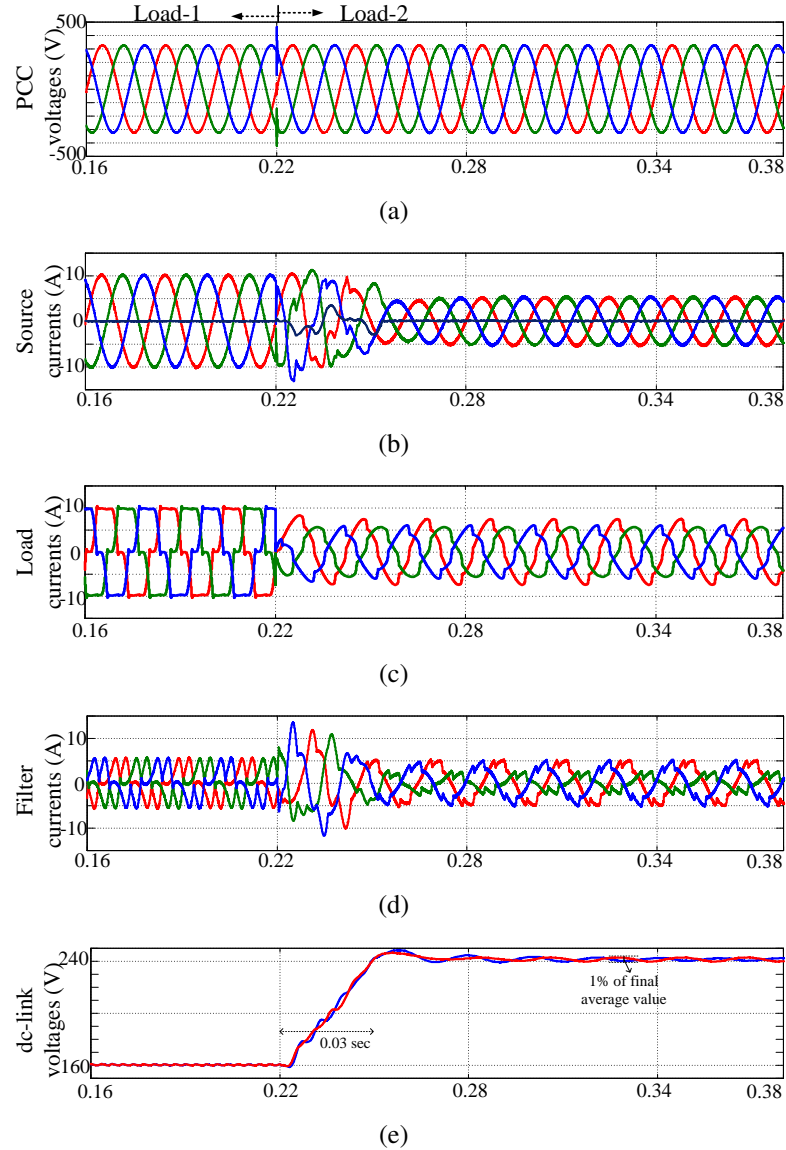 Load-1 Load-2
500
PCC
voltages (V)
-500
0.16 0.22 0.28 0.34 0.38
(a)
10
Source
currents (A)
0
-10
0.16 0.22 0.28 0.34 0.38
(b)
10
Load
currents (A)
0
-10
0.16 0.22 0.28 0.34 0.38
(c)
10
Filter
currents (A)
0
-10
0.16 0.22 0.28 0.34 0.38
(d)
240
dc-link
voltages (V)
1% of final
average value
0.03 sec
160
0.16 0.22 0.28 0.34 0.38
(e)